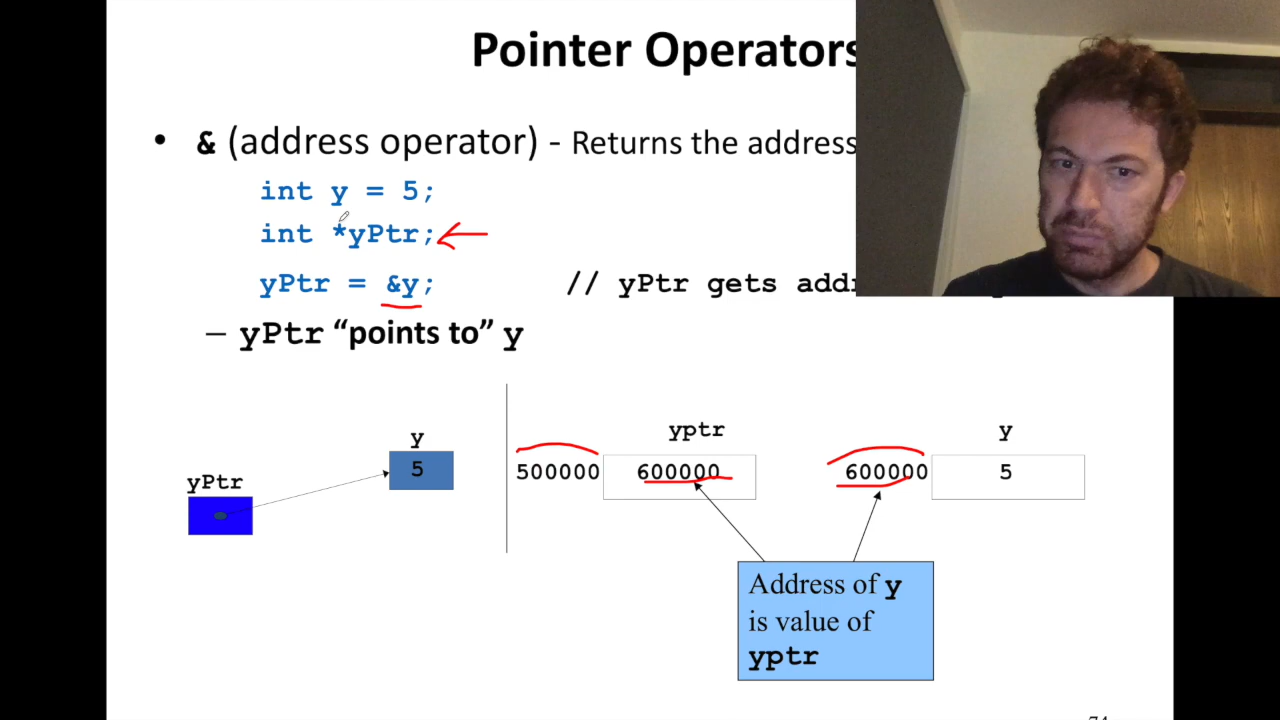 Pointer Operators
• & (address operator) - Returns the address
int y = 5;
int *yPtr;
yPtr = &y; // yPtr gets
– yPtr “points to” y
yptr y
y
5 500000 600000 600000 5
yPtr
Address of y
is value of
yptr